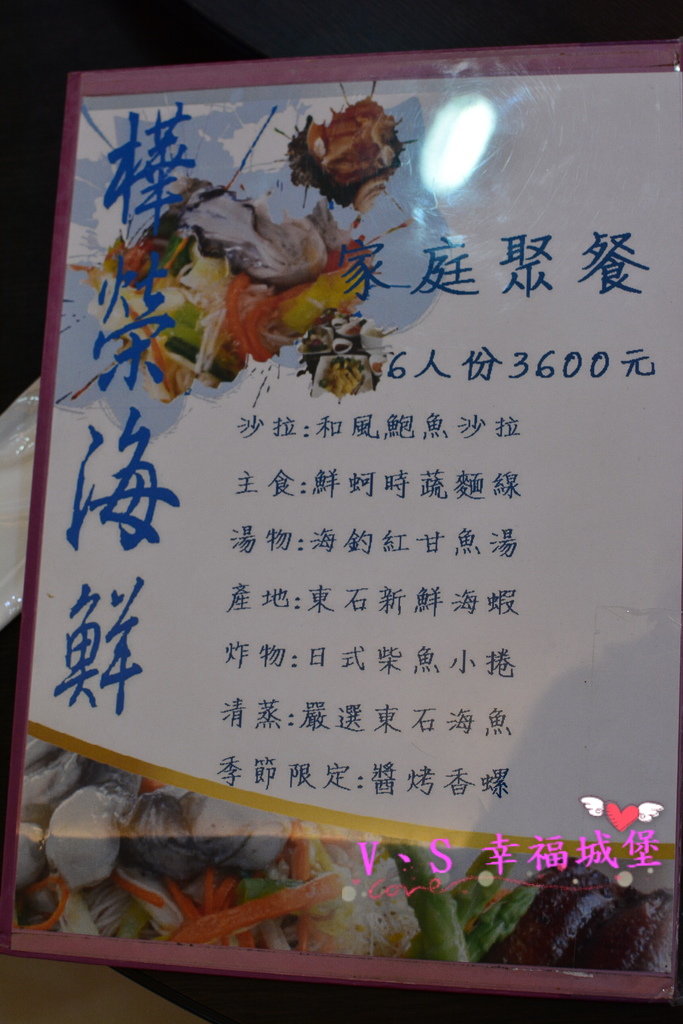 樺榮海鮮
家庭聚餐
6人份3600元
沙拉:和風鮑魚沙拉
主食:鮮蚵時蔬麵線
湯物:海釣紅甘魚湯
產地:東石新鮮海蝦
炸物:日式柴魚小捲
清蒸:嚴選東石海魚
季節限定:醬烤香螺
V、S 幸福城堡
Cover